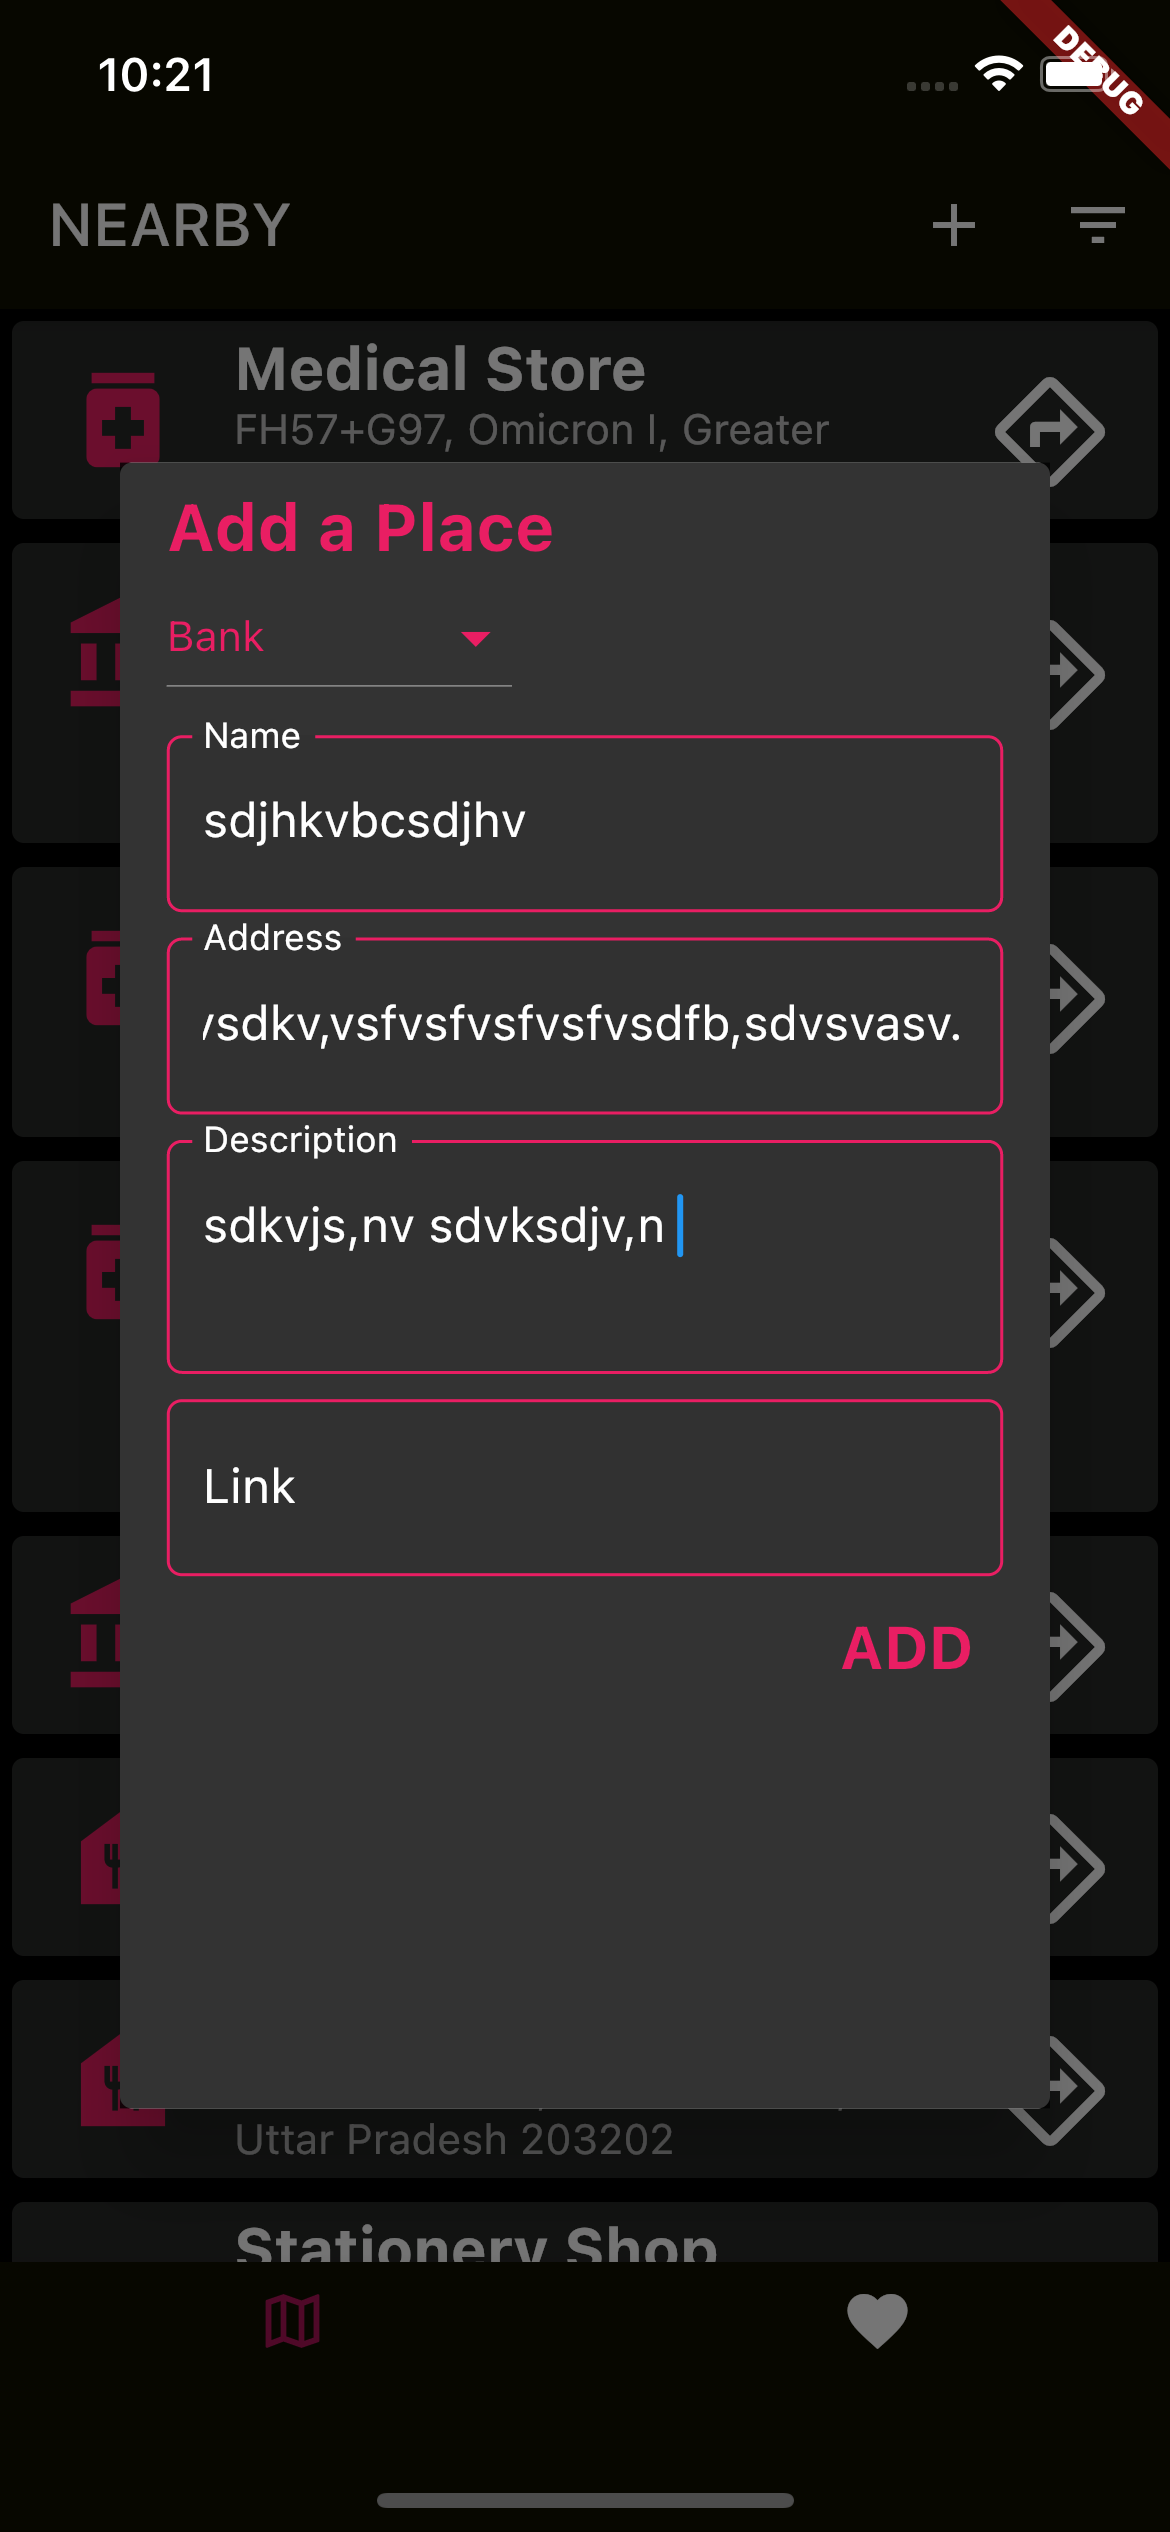 10:21
DEBUG
NEARBY
Medical Store
FH57+G97, Omicron I, Greater
Add a Place
Bank
Name
sdjhkvbcsdjhv
Address
vsdkv,vsfvsfvsfvsfvsdfb,sdvsvasv.
Description
sdkvjs,nv sdvksdjv,n
Link
ADD
Uttar Pradesh 203202
Stationery Shop